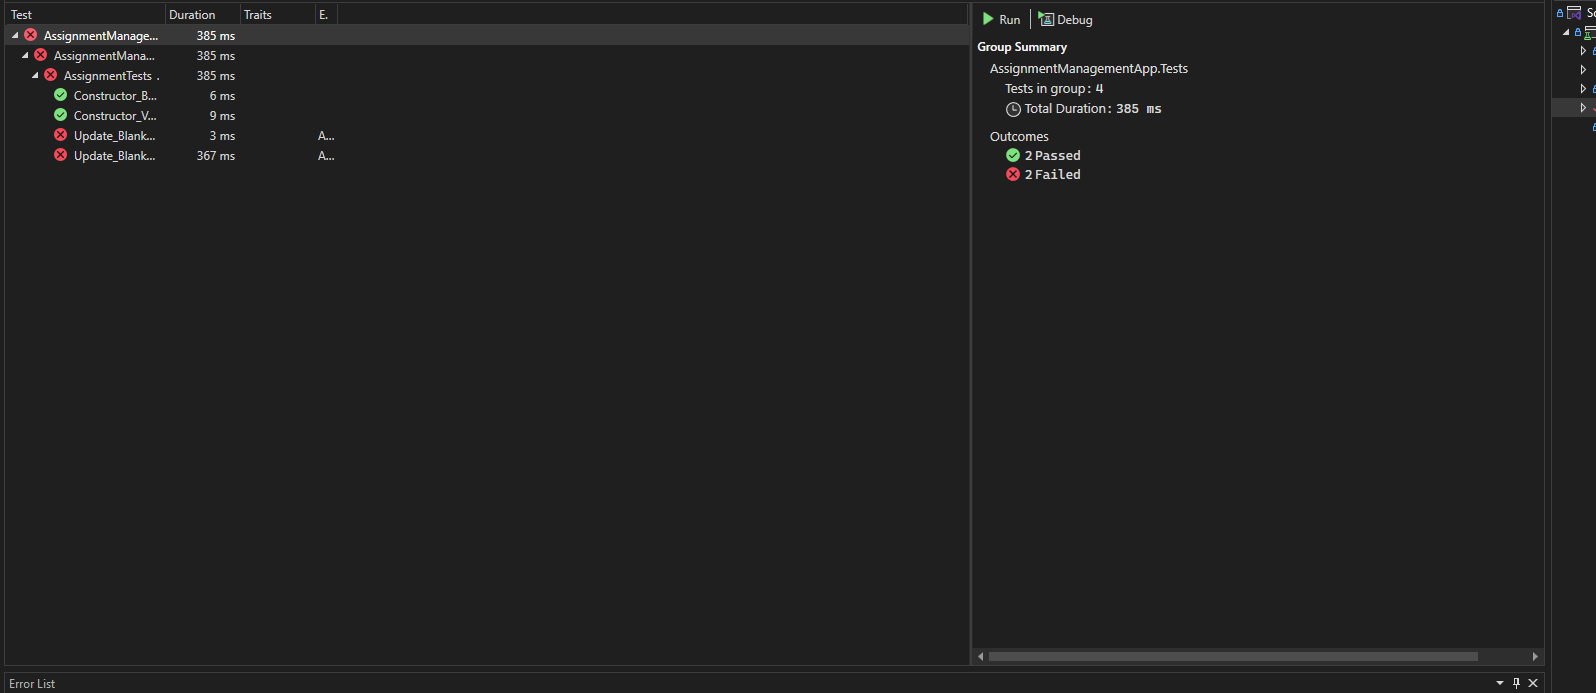 Test Duration Traits E.
AssignmentManage... 385 ms
AssignmentMana... 385 ms
AssignmentTests . 385 ms
Constructor_B... 6 ms
Constructor_V... 9 ms
Update_Blank... 3 ms A...
Update_Blank... 367 ms A...
Run Debug
Group Summary
AssignmentManagementApp.Tests
Tests in group: 4
Total Duration: 385 ms
Outcomes
2 Passed
2 Failed
Error List